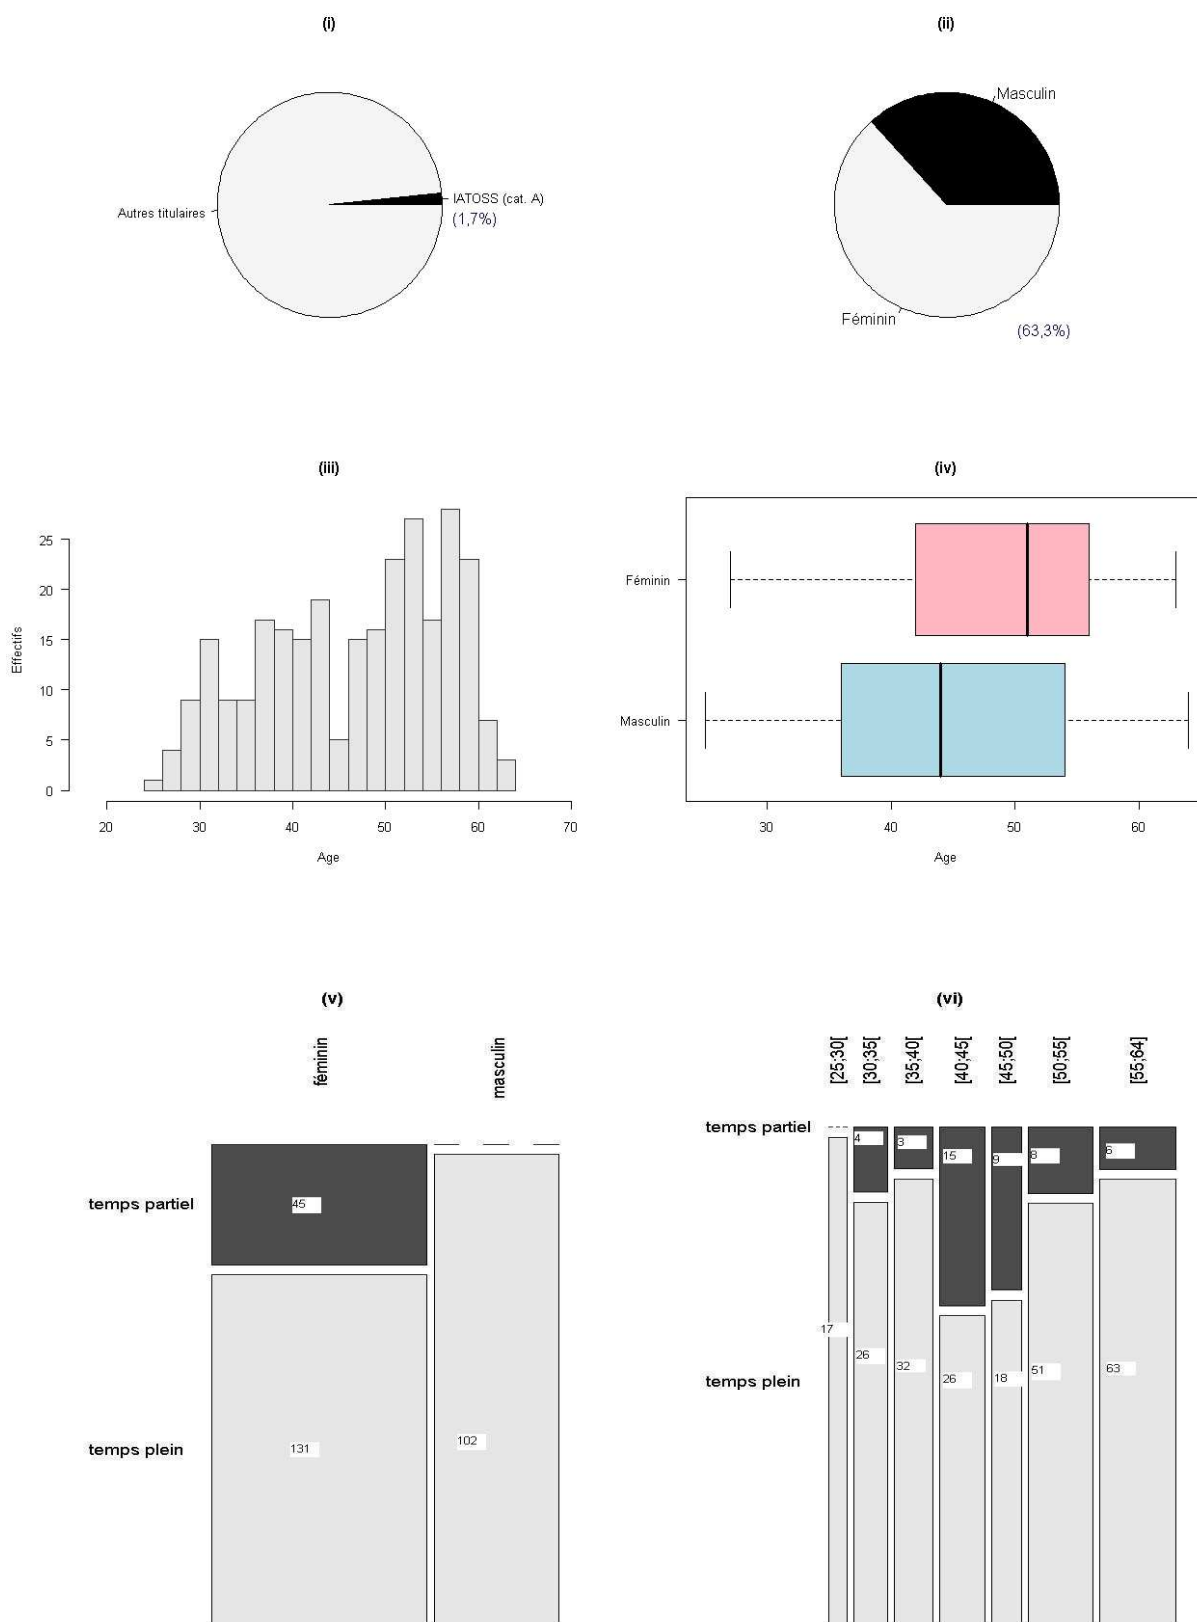 (i)
(ii)
Autres titulaires
IATOSS (cat. A)
(1,7%)
Masculin
Féminin
(63,3%)
(iii)
Effectifs
25
20
15
10
5
0
20 30 40 50 60 70
Age
(iv)
Féminin
Masculin
30 40 50 60
Age
(v)
féminin
masculin
temps partiel
45
temps plein
131
102
(vi)
[25;30[
[30;35[
[35;40[
[40;45[
[45;50[
[50;55[
[55;64]
temps partiel
4 3 15 9 8 6
temps plein
17 26 32 26 18 51 63